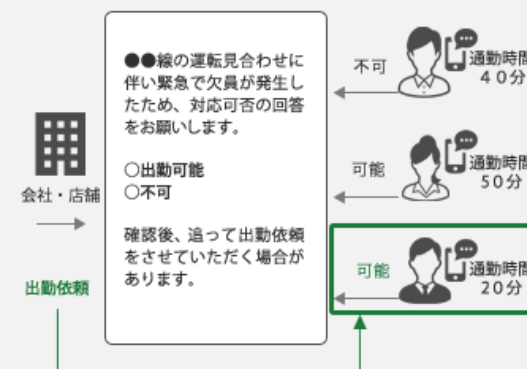 ●●線の運転見合わせに
伴い緊急で欠員が発生し
たため、対応可否の回答
をお願いします。
○出勤可能
○不可
確認後、追って出勤依頼
をさせていただく場合が
あります。
会社・店舗
出勤依頼
不可
通勤時間
40分
可能
通勤時間
50分
可能
通勤時間
20分